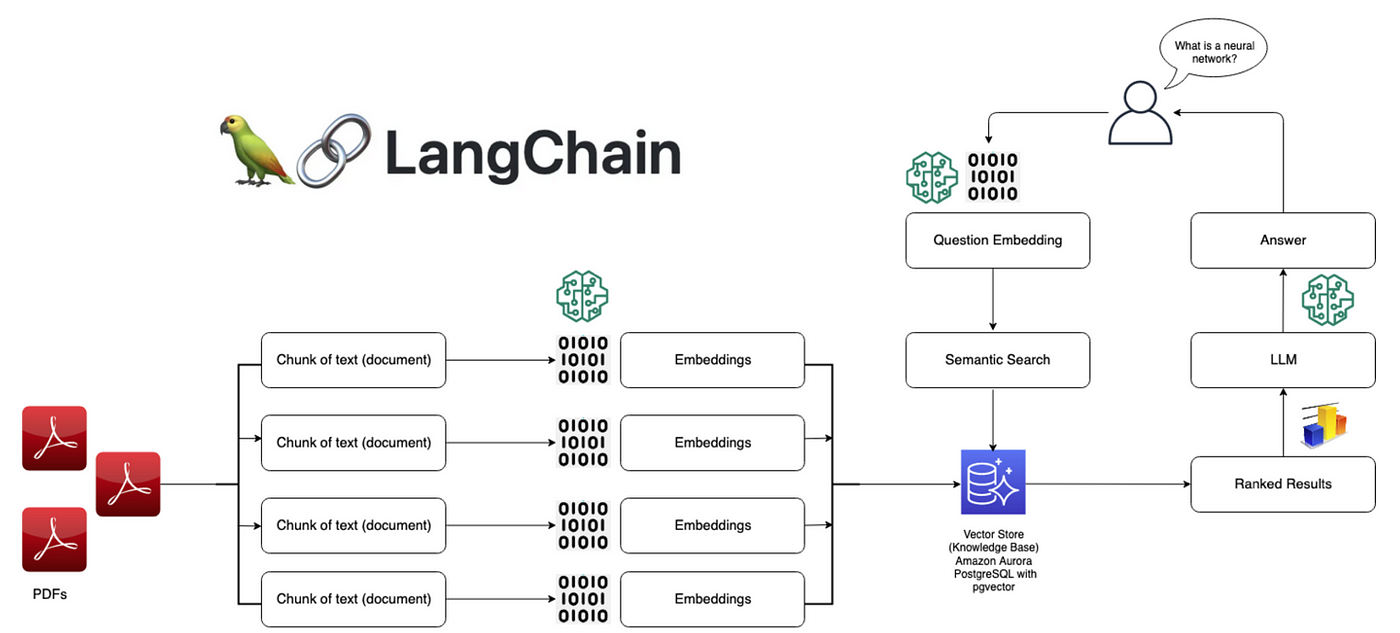 What is a neural
network?
LangChain
01010
10101
01010
Question Embedding
Answer
Semantic Search
LLM
Chunk of text (document)
01010
10101
01010
Embeddings
Chunk of text (document)
01010
10101
01010
Embeddings
Chunk of text (document)
01010
10101
01010
Embeddings
Chunk of text (document)
01010
10101
01010
Embeddings
PDFs
Ranked Results
Vector Store
(Knowledge Base)
Amazon Aurora
PostgreSQL with
pgvector